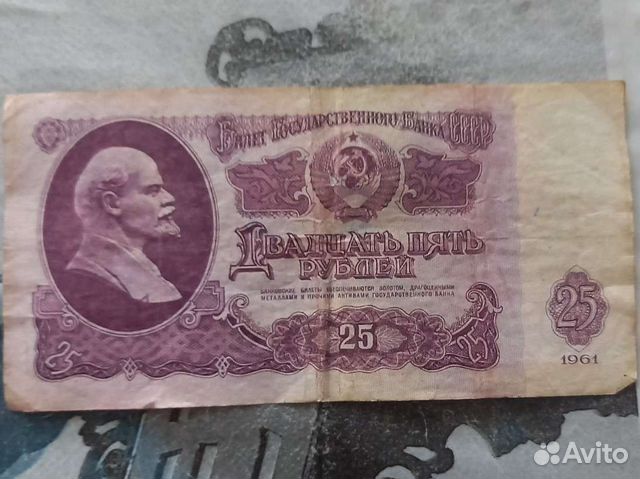 Билет Государственного Банка СССР
Двадцать пять
рублей
Банковские билеты обеспечиваются золотом, драгоценными
металлами и прочими активами Государственного Банка
25
25
25
25
1961
Avito